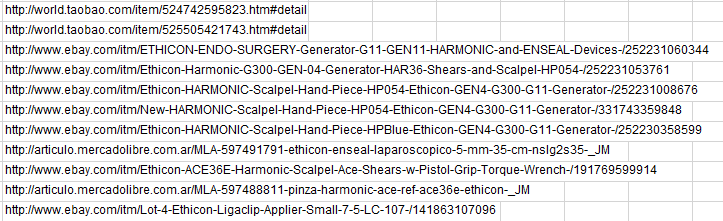 http://world.taobao.com/item/524742595823.htm#detail
http://world.taobao.com/item/525505421743.htm#detail
http://www.ebay.com/itm/ETHICON-ENDO-SURGERY-Generator-G11-GEN11-HARMONIC-and-ENSEAL-Devices-/252231060344
http://www.ebay.com/itm/Ethicon-Harmonic-G300-GEN-04-Generator-HAR36-Shears-and-Scalpel-HP054-/252231053761
http://www.ebay.com/itm/Ethicon-HARMONIC-Scalpel-Hand-Piece-HP054-Ethicon-GEN4-G300-G11-Generator-/252231008676
http://www.ebay.com/itm/New-HARMONIC-Scalpel-Hand-Piece-HP054-Ethicon-GEN4-G300-G11-Generator-/331743359848
http://www.ebay.com/itm/Ethicon-HARMONIC-Scalpel-Hand-Piece-HPBlue-Ethicon-GEN4-G300-G11-Generator-/252230358599
http://articulo.mercadolibre.com.ar/MLA-597491791-ethicon-enseal-laparoscopico-5-mm-35-cm-nslg2s35-_JM
http://www.ebay.com/itm/Ethicon-ACE36E-Harmonic-Scalpel-Ace-Shears-w-Pistol-Grip-Torque-Wrench-/191769599914
http://articulo.mercadolibre.com.ar/MLA-597488811-pinza-harmonic-ace-ref-ace36e-ethicon-_JM
http://www.ebay.com/itm/Lot-4-Ethicon-Ligaclip-Applier-Small-7-5-LC-107-/141863107096